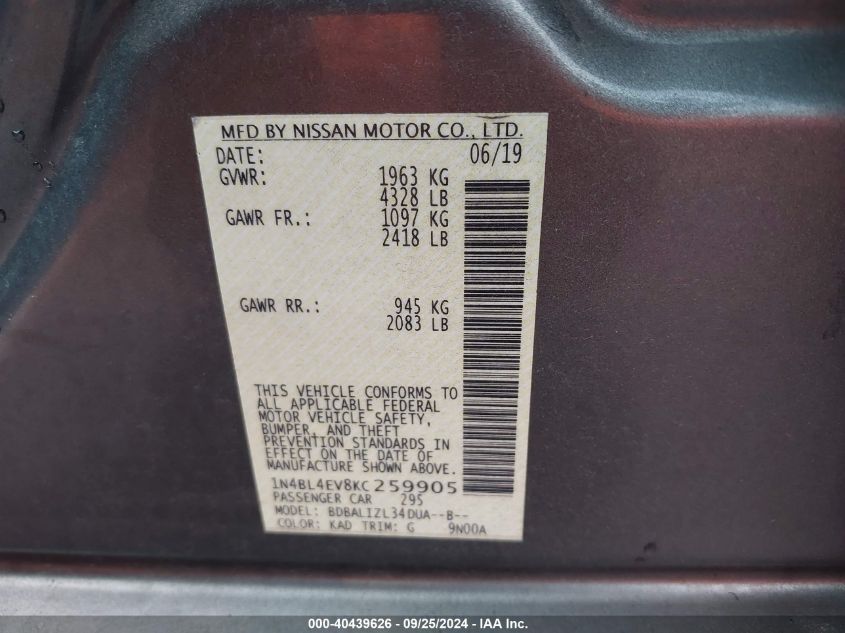 MFD BY NISSAN MOTOR CO., LTD.
DATE: 06/19
GVWR: 1963 KG
4328 LB
GAWR FR.: 1097 KG
2418 LB
GAWR RR.: 945 KG
2083 LB
THIS VEHICLE CONFORMS TO
ALL APPLICABLE FEDERAL
MOTOR VEHICLE SAFETY,
BUMPER, AND THEFT
PREVENTION STANDARDS IN
EFFECT ON THE DATE OF
MANUFACTURE SHOWN ABOVE.
1N4BL4EV8KC259905
PASSENGER CAR 295
MODEL: BDBALIZL34DUA--B--
COLOR: KAD TRIM: G 9N00A
000-40439626 - 09/25/2024 - IAA Inc.